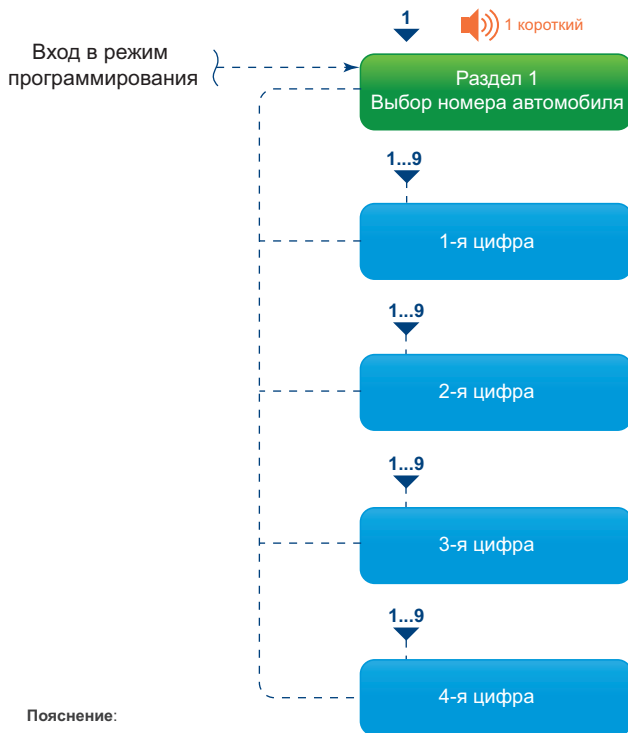 1
1 короткий
Вход в режим
программирования
Раздел 1
Выбор номера автомобиля
1...9
1-я цифра
1...9
2-я цифра
1...9
3-я цифра
1...9
4-я цифра
Пояснение: